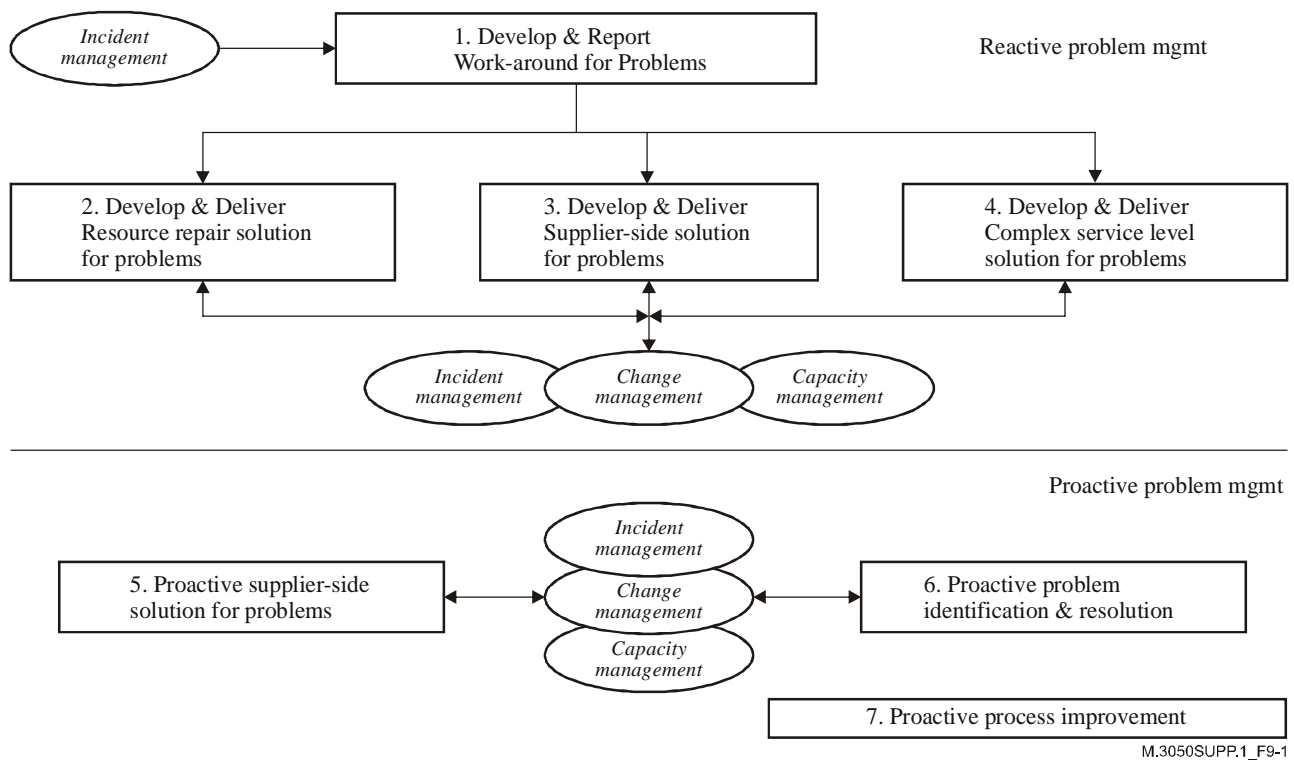 Incident
management
1. Develop & Report
Work-around for Problems
Reactive problem mgmt
2. Develop & Deliver
Resource repair solution
for problems
3. Develop & Deliver
Supplier-side solution
for problems
4. Develop & Deliver
Complex service level
solution for problems
Incident
management
Change
management
Capacity
management
Proactive problem mgmt
Incident
management
5. Proactive supplier-side
solution for problems
Change
management
6. Proactive problem
identification & resolution
Capacity
management
7. Proactive process improvement
M.3050SUPP.1_F9-1